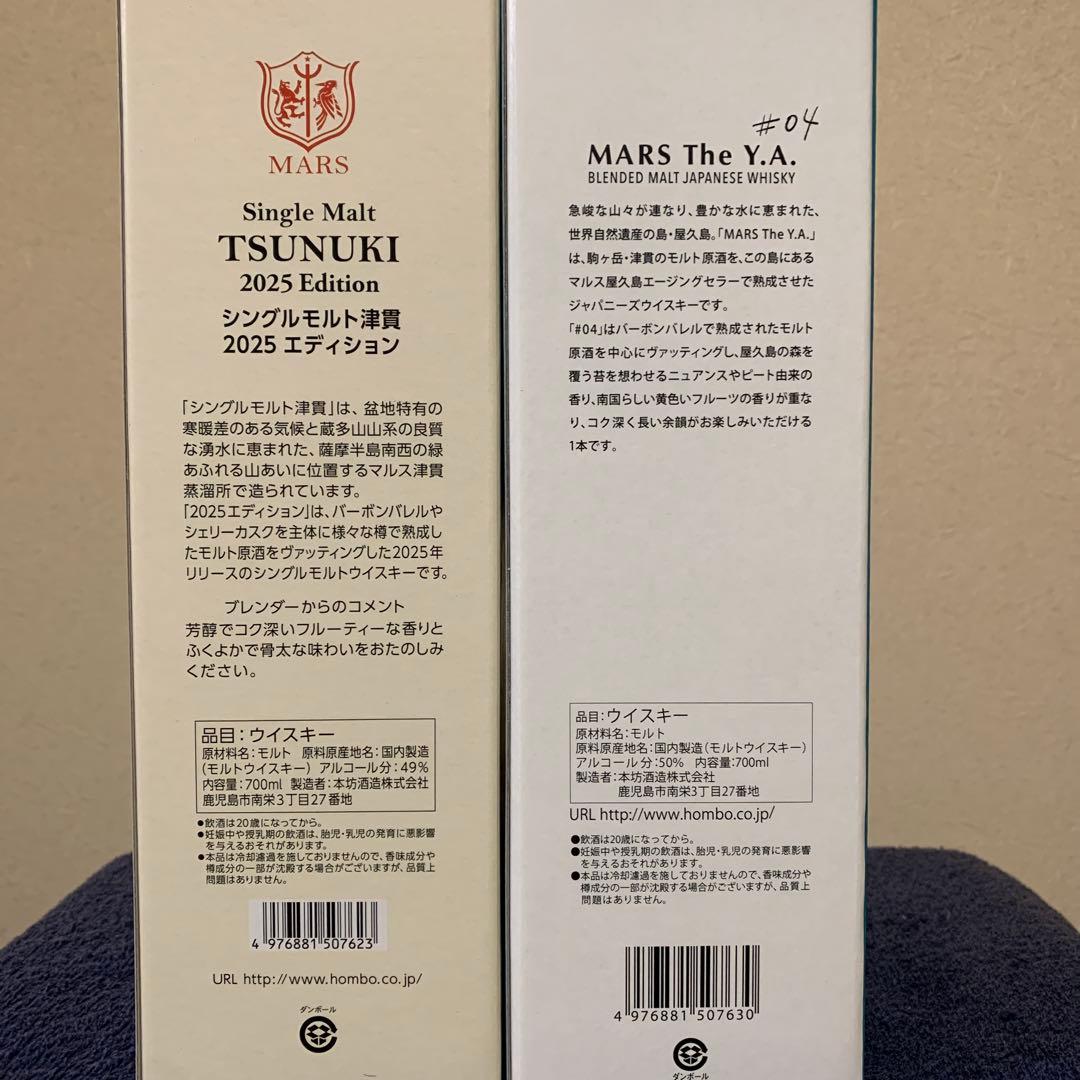 MARS
Single Malt
TSUNUKI
2025 Edition
シングルモルト津貫
2025 エディション
「シングルモルト津貫」は、盆地特有の
寒暖差のある気候と蔵多山山系の良質
な湧水に恵まれた、薩摩半島南西の緑
あふれる山あいに位置するマルス津貫
蒸溜所で造られています。
「2025エディション」は、バーボンバレルや
シェリーカスクを主体に様々な樽で熟成し
たモルト原酒をヴァッティングした2025年
リリースのシングルモルトウイスキーです。
ブレンダーからのコメント
芳醇でコク深いフルーティーな香りと
ふくよかで骨太な味わいをおたのしみ
ください。
品目：ウイスキー
原材料名：モルト 原料原産地名：国内製造
（モルトウイスキー） アルコール分：49％
内容量：700ml 製造者：本坊酒造株式会社
鹿児島市南栄3丁目27番地
●飲酒は20歳になってから。
●妊娠中や授乳期の飲酒は、胎児・乳児の発育に悪影響
を与えるおそれがあります。
●本品は冷却濾過を施しておりませんので、香味成分や
樽成分の一部が沈殿する場合がございますが、品質上
問題はありません。
4 976881 507623
URL http://www.hombo.co.jp/
ダンボール
#04
MARS The Y.A.
BLENDED MALT JAPANESE WHISKY
急峻な山々が連なり、豊かな水に恵まれた、
世界自然遺産の島・屋久島。「MARS The Y.A.」
は、駒ヶ岳・津貫のモルト原酒を、この島にある
マルス屋久島エージングセラーで熟成させた
ジャパニーズウイスキーです。
「#04」はバーボンバレルで熟成されたモルト
原酒を中心にヴァッティングし、屋久島の森を
覆う苔を想わせるニュアンスやピート由来の
香り、南国らしい黄色いフルーツの香りが重な
り、コク深く長い余韻がお楽しみいただける
1本です。
品目：ウイスキー
原材料名：モルト
原料原産地名：国内製造（モルトウイスキー）
アルコール分：50% 内容量：700ml
製造者：本坊酒造株式会社
鹿児島市南栄3丁目27番地
URL http://www.hombo.co.jp/
●飲酒は20歳になってから。
●妊娠中や授乳期の飲酒は、胎児・乳児の発育に悪影響
を与えるおそれがあります。
●本品は冷却濾過を施しておりませんので、香味成分や
樽成分の一部が沈殿する場合がございますが、品質上
問題はありません。
4 976881 507630
ダンボール